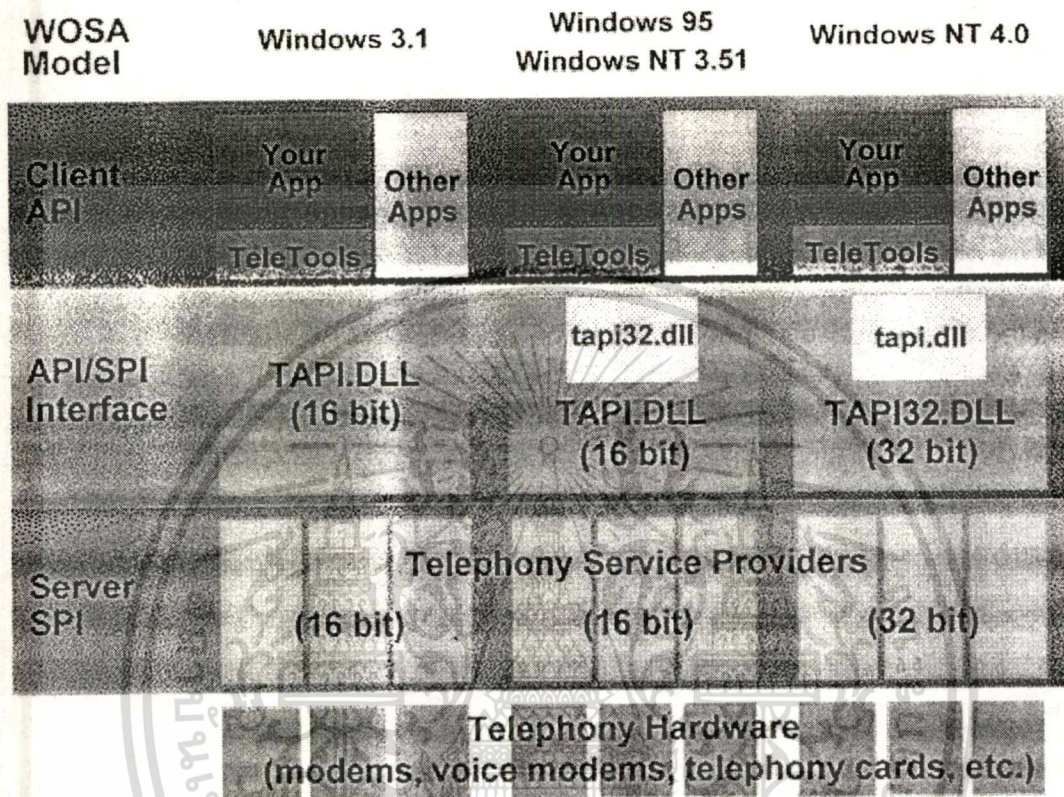 WOSA
Model
Windows 3.1
Windows 95
Windows NT 3.51
Windows NT 4.0
Client
API
Your
App
TeleTools
Other
Apps
Your
App
TeleTools
Other
Apps
Your
App
TeleTools
Other
Apps
API/SPI
Interface
TAPI.DLL
(16 bit)
tapi32.dll
TAPI.DLL
(16 bit)
tapi.dll
TAPI32.DLL
(32 bit)
Server
SPI
Telephony Service Providers
(16 bit)
(16 bit)
(32 bit)
Telephony Hardware
(modems, voice modems, telephony cards, etc.)